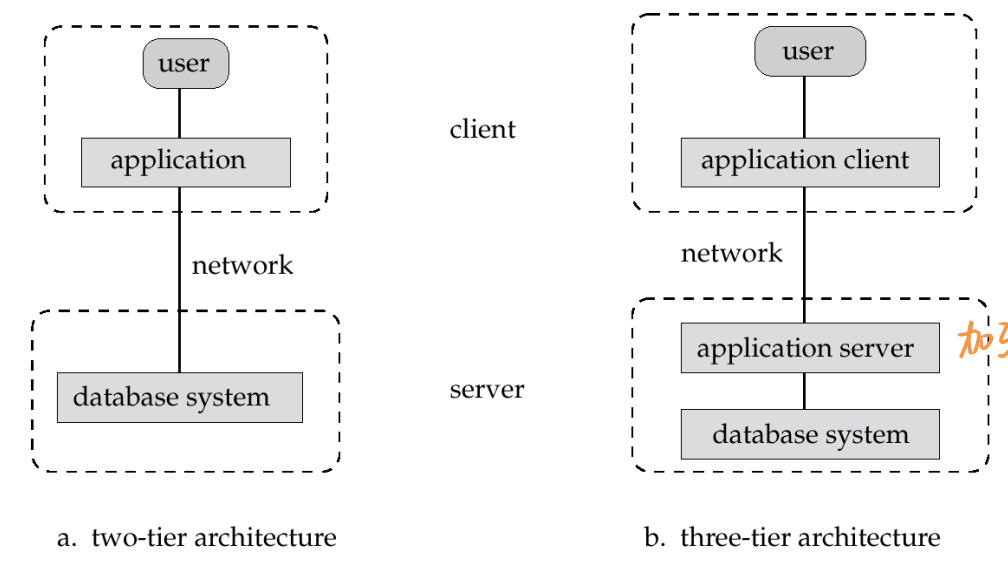 user
application
network
database system
a. two-tier architecture
client
server
user
application client
network
application server
加
database system
b. three-tier architecture